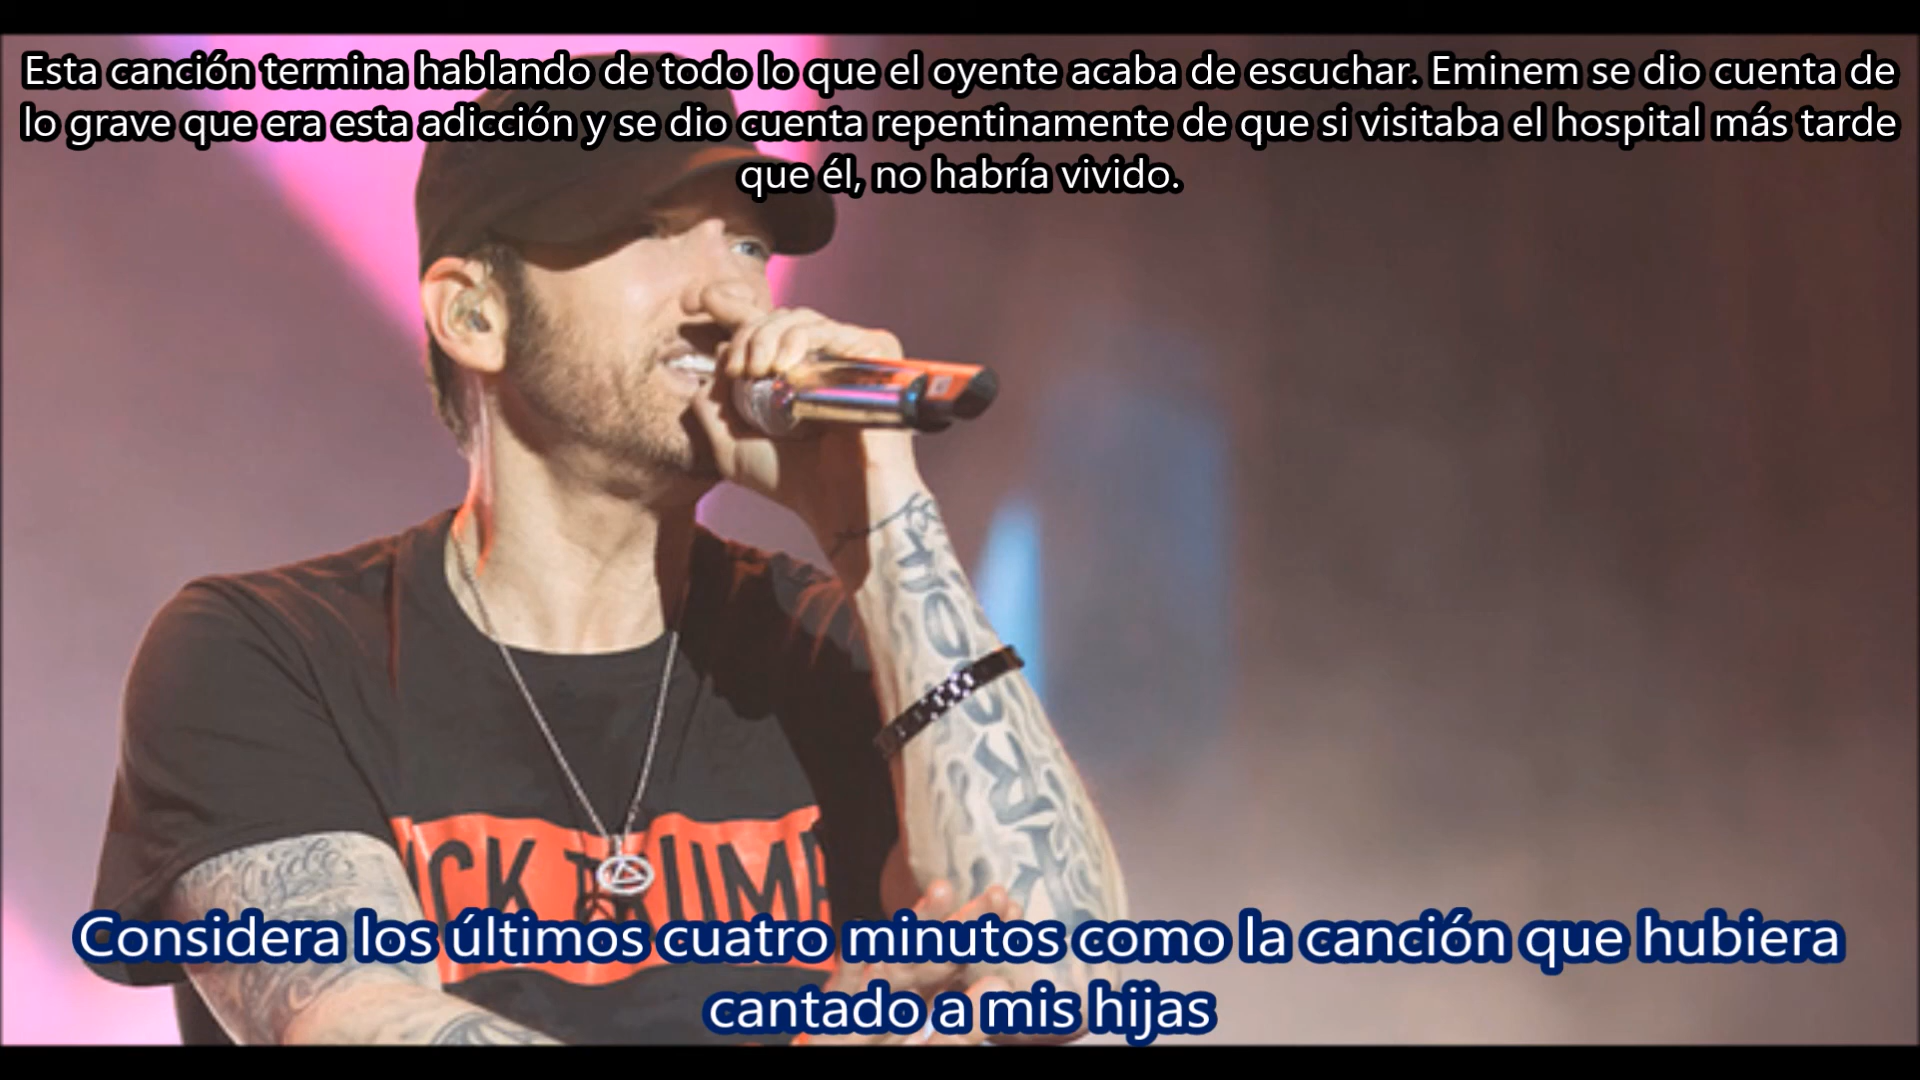 Esta canción termina hablando de todo lo que el oyente acaba de escuchar. Eminem se dio cuenta de
lo grave que era esta adicción y se dio cuenta repentinamente de que si visitaba el hospital más tarde
que él, no habría vivido.
Considera los últimos cuatro minutos como la canción que hubiera
cantado a mis hijas